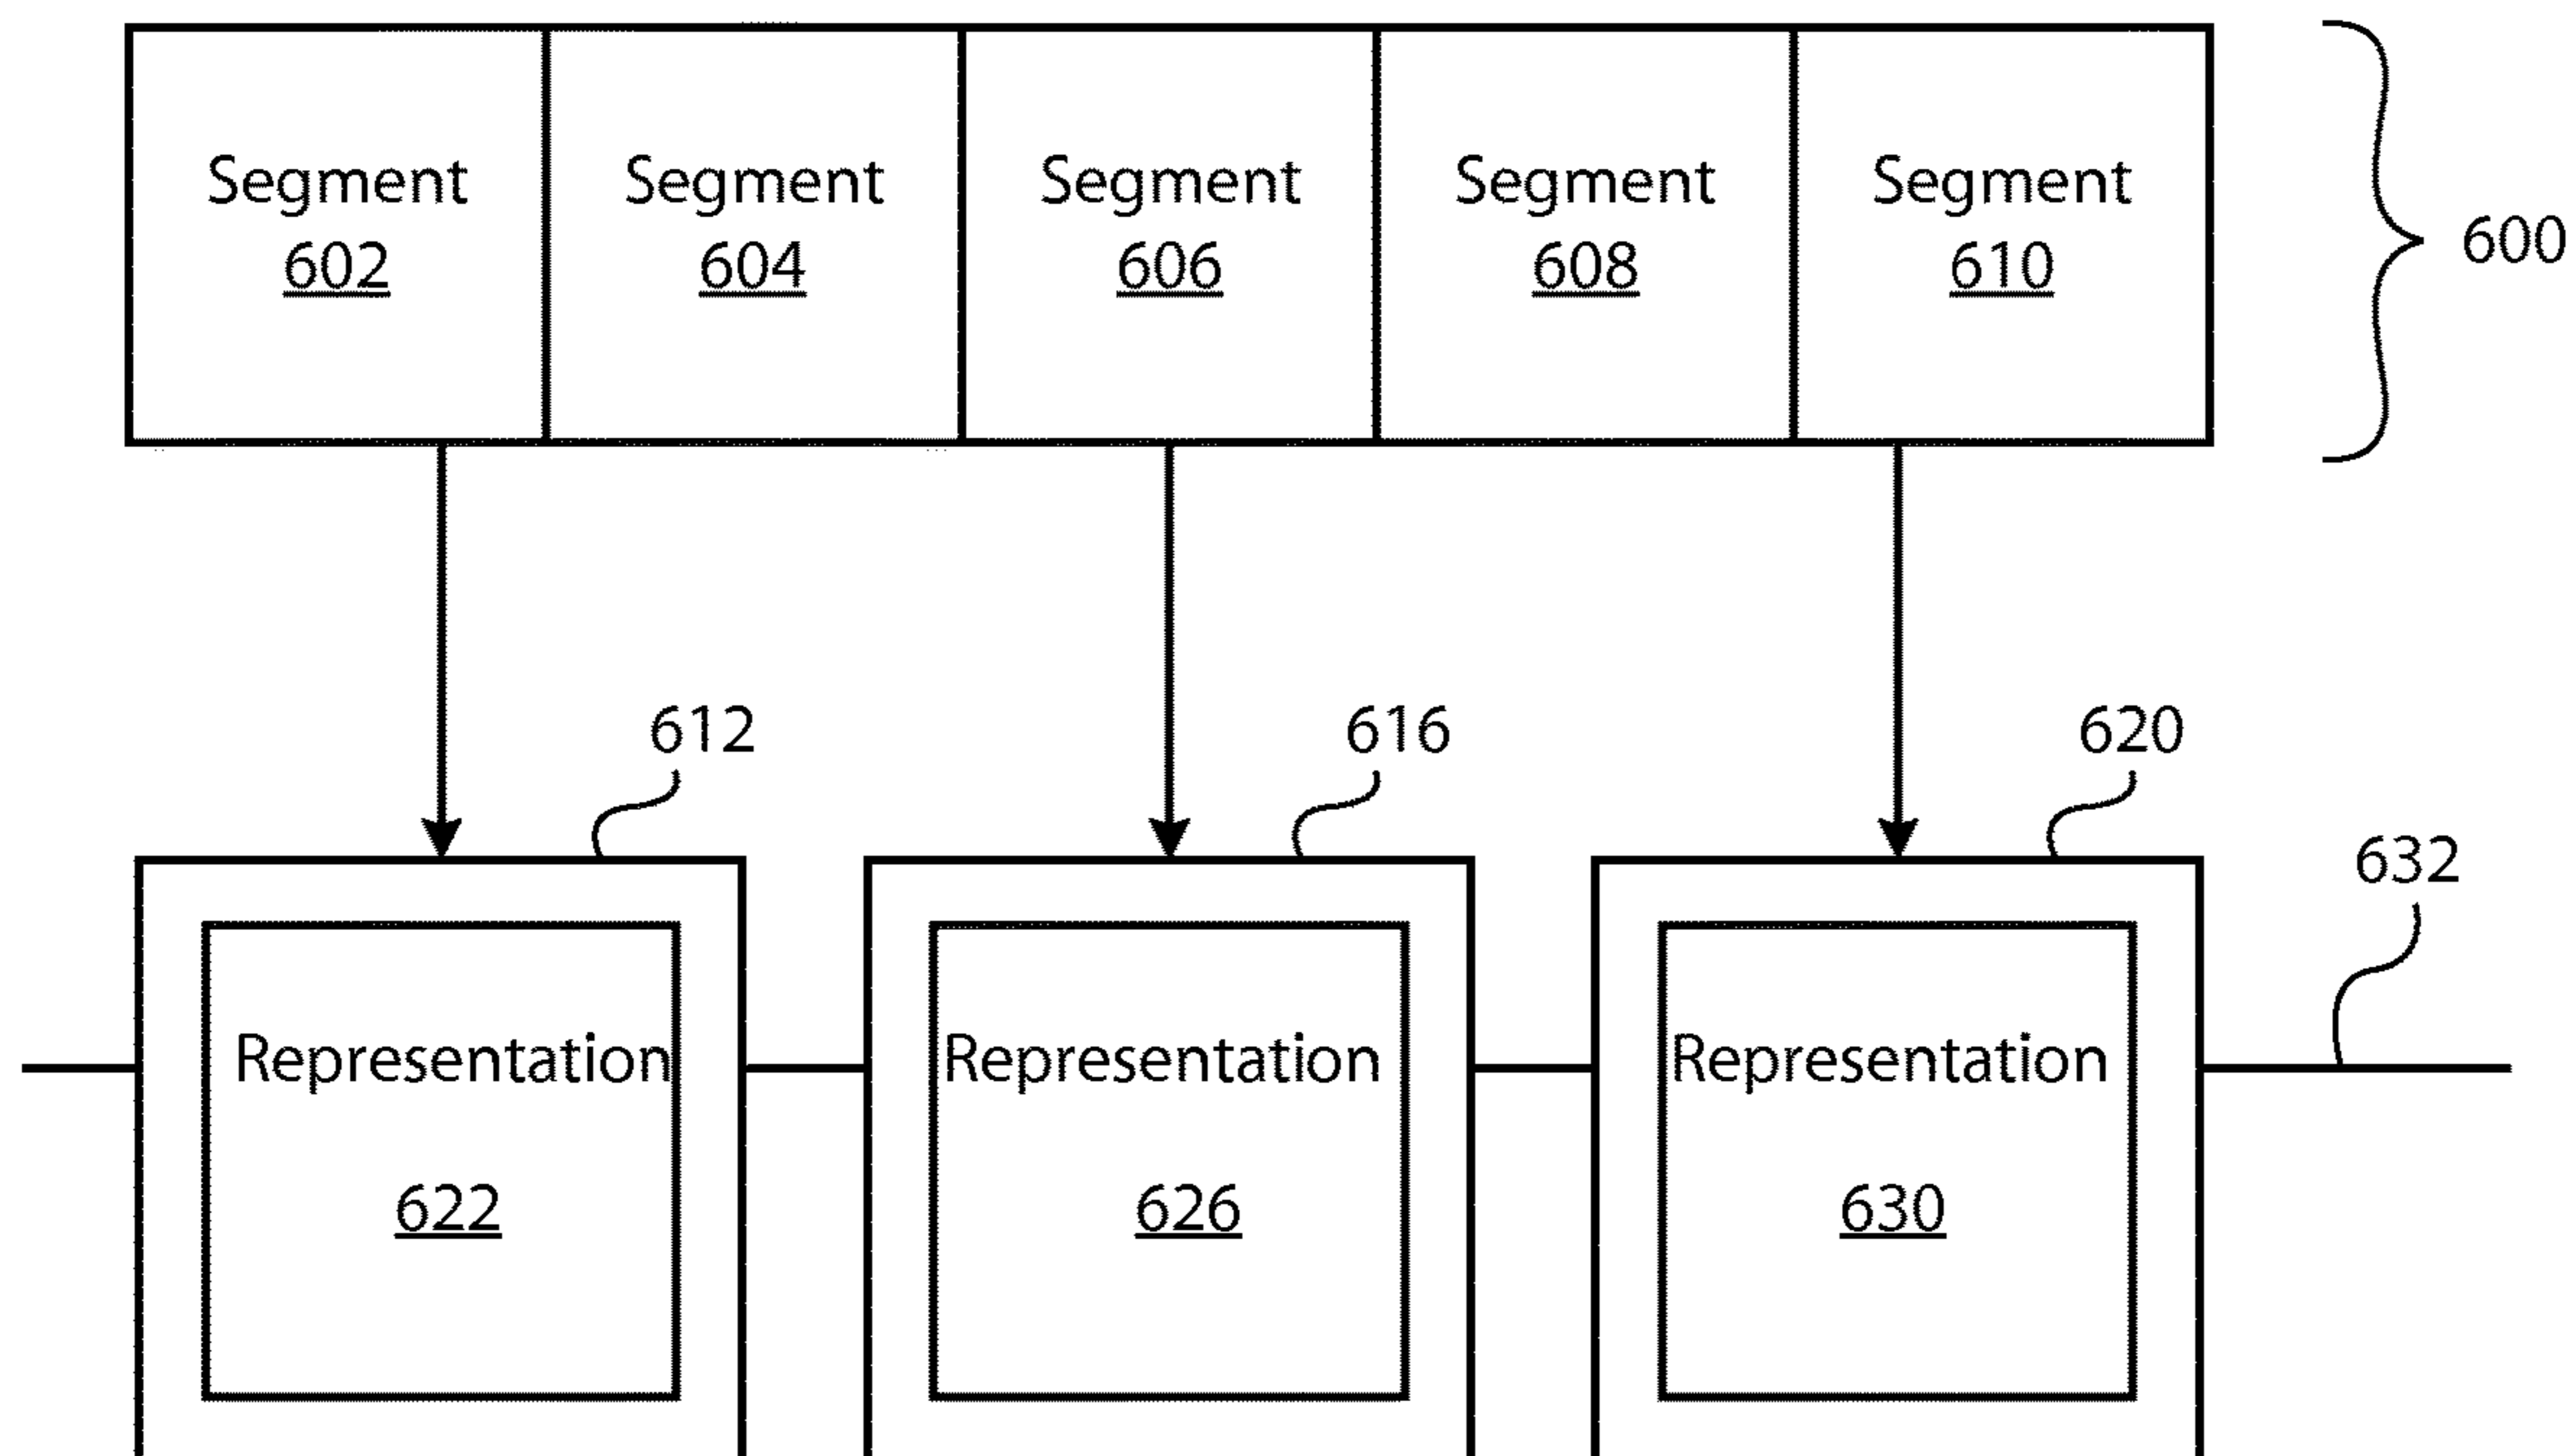 Segment Segment Segment Segment Segment
602 604 606 608 610
600
612 616 620
632
Representation Representation Representation
622 626 630